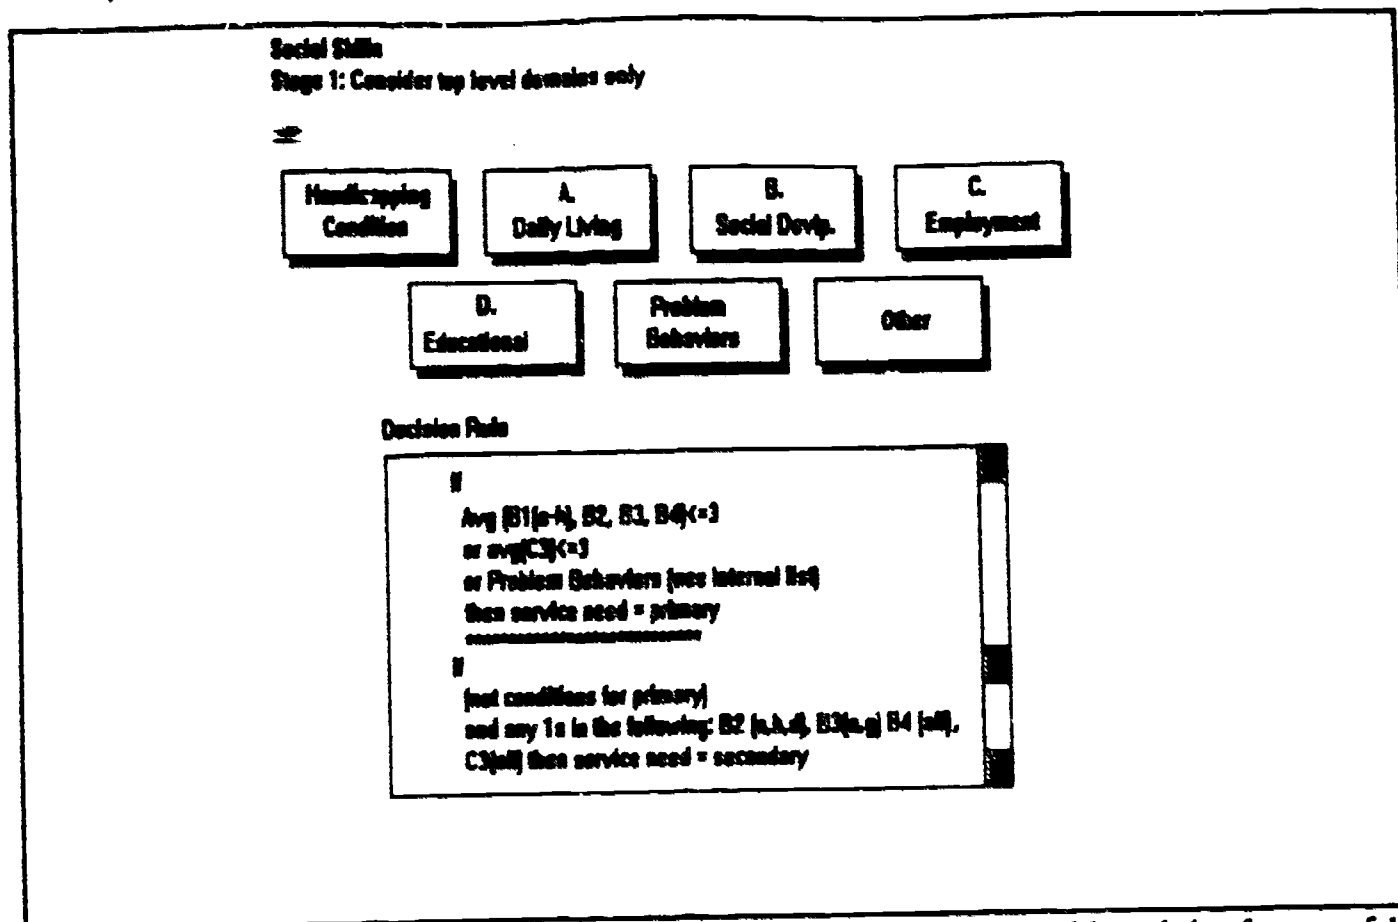 Social Skills
Stage 1: Consider top level domains only
Handicapping
Condition
A.
Daily Living
B.
Social Devlp.
C.
Employment
D.
Educational
Problem
Behaviors
Other
Decision Rule
If
Avg (B1(a-h), B2, B3, B4)<=3
or avg(C3)<=3
or Problem Behaviors (see internal list)
then service need = primary
If
(not conditions for primary)
and any 1s in the following: B2 B4 (all),
C3(all) then service need = secondary